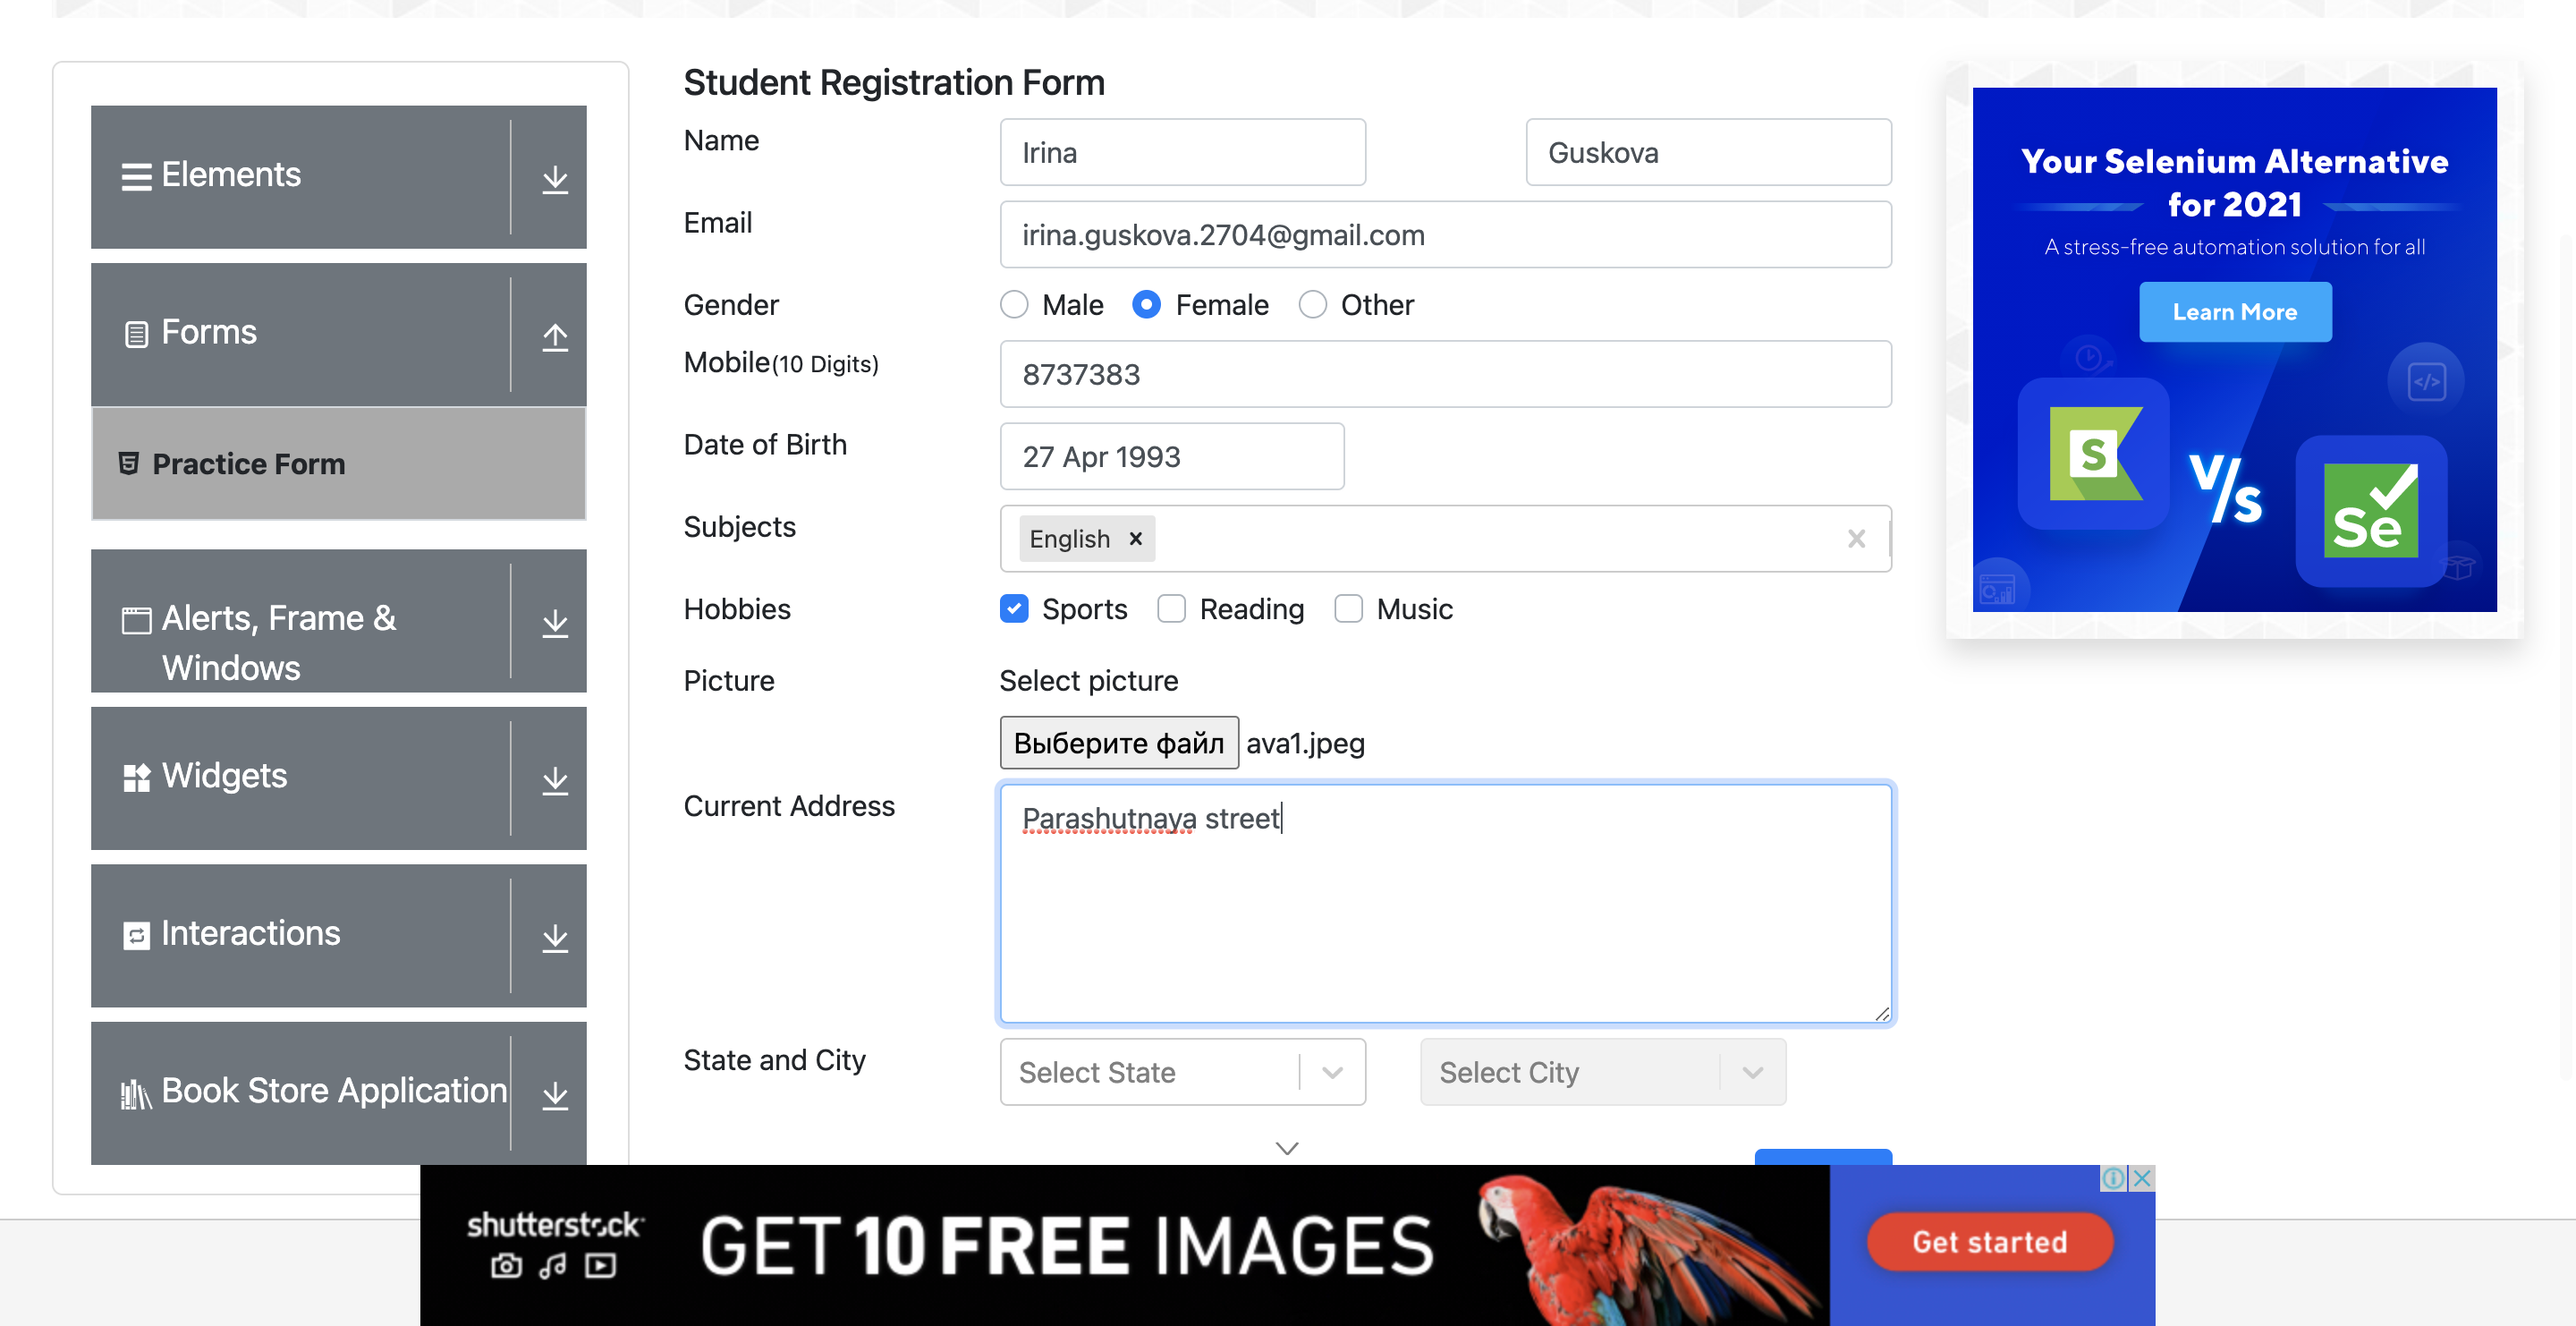 Elements
Forms
Practice Form
Alerts, Frame &
Windows
Widgets
Interactions
Book Store Application
Student Registration Form
Name
Irina
Guskova
Email
irina.guskova.2704@gmail.com
Gender
Male
Female
Other
Mobile(10 Digits)
8737383
Date of Birth
27 Apr 1993
Subjects
English
Hobbies
Sports
Reading
Music
Picture
Select picture
Выберите файл ava1.jpeg
Current Address
Parashutnaya street
State and City
Select State
Select City
Your Selenium Alternative
for 2021
A stress-free automation solution for all
Learn More
S
V/s
Se
shutterstock
GET 10 FREE IMAGES
Get started